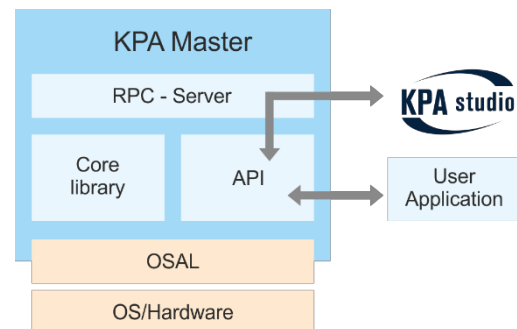 KPA Master
RPC - Server
KPA studio
Core
library
API
User
Application
OSAL
OS/Hardware